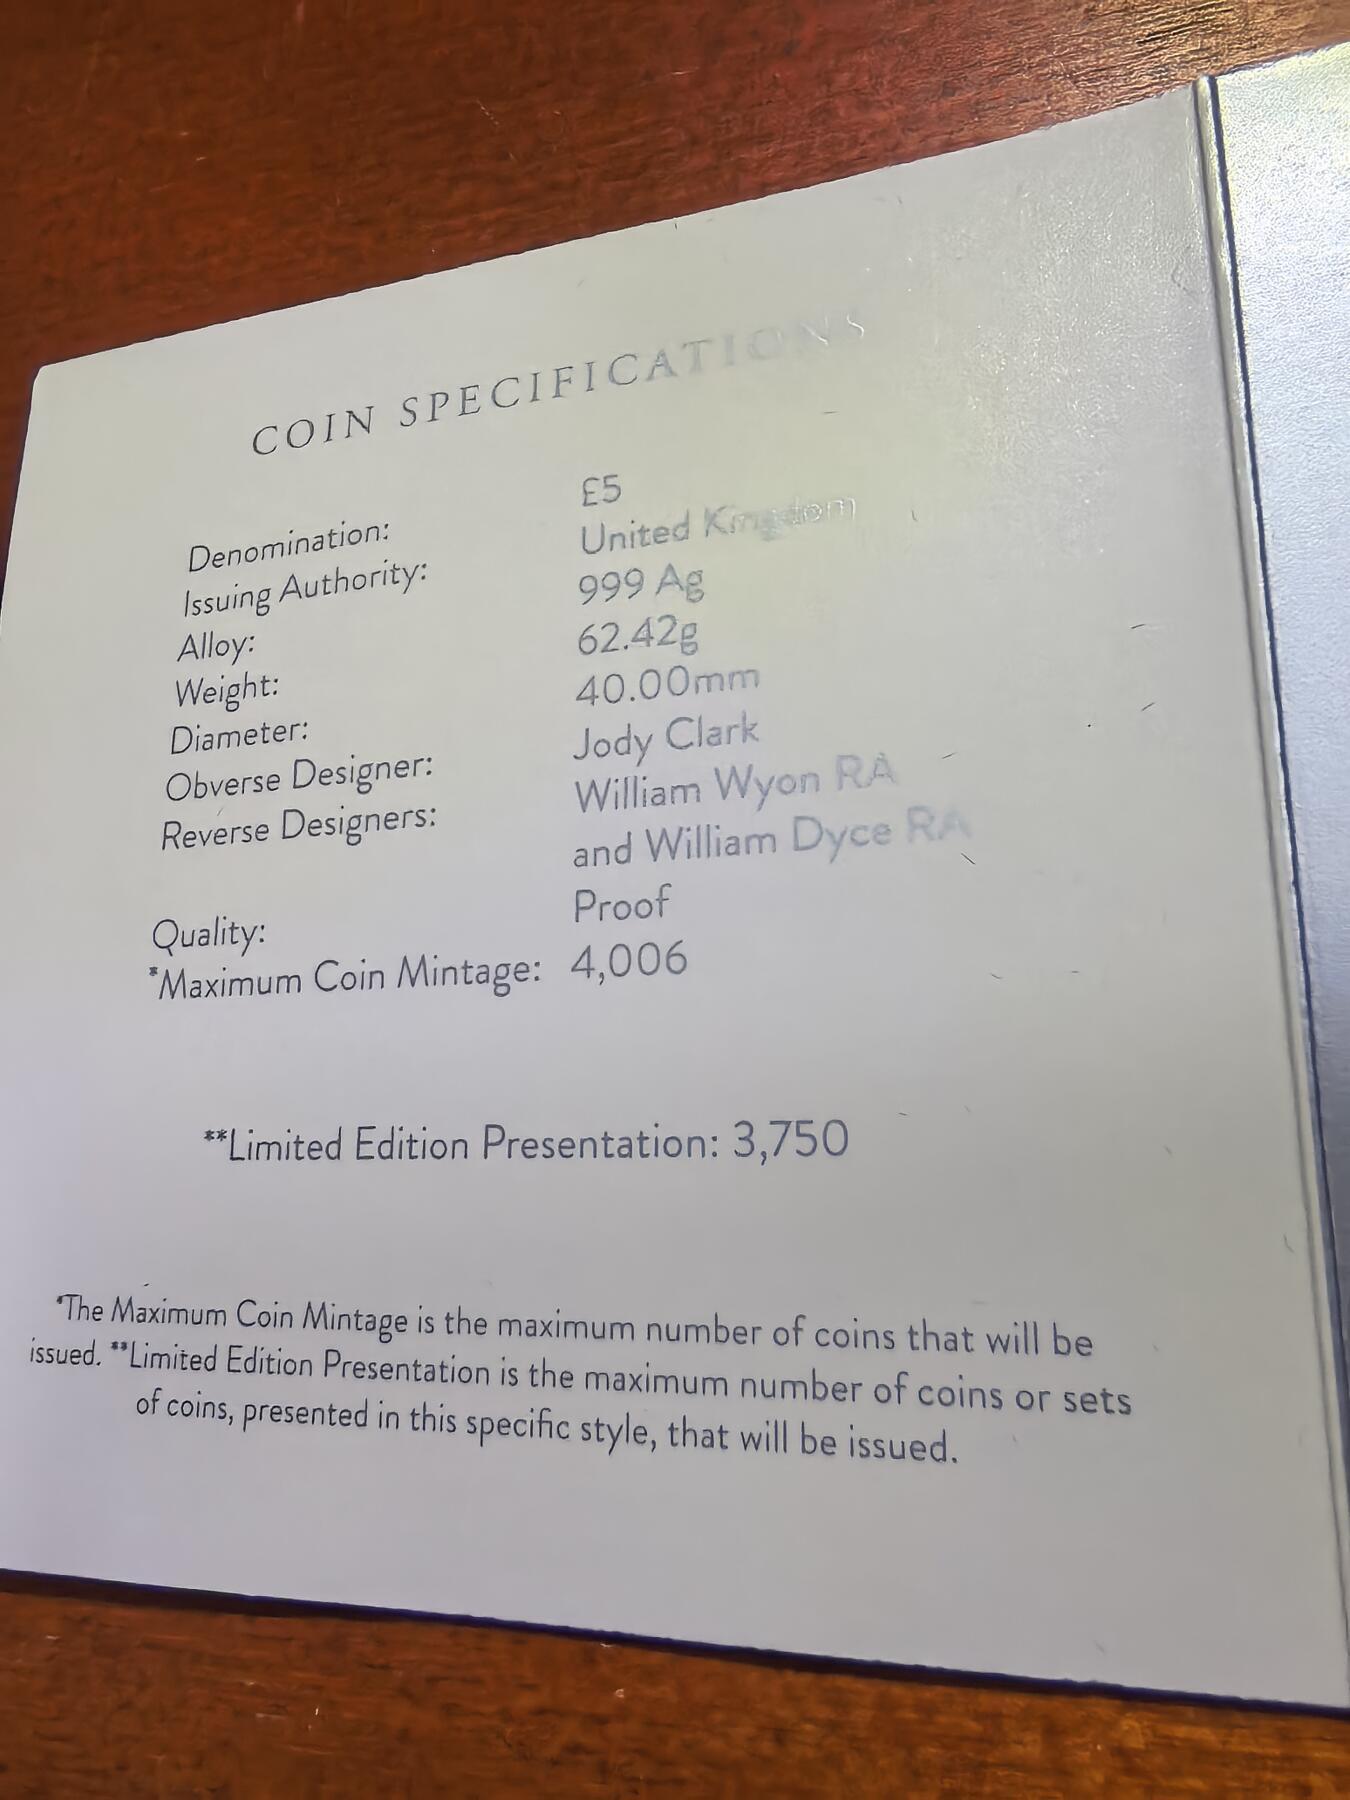 COIN SPECIFICATIONS
Denomination: £5
Issuing Authority: United Kingdom
Alloy: 999 Ag
Weight: 62.42g
Diameter: 40.00mm
Obverse Designer: Jody Clark
Reverse Designers: William Wyon RA
and William Dyce RA
Quality: Proof
*Maximum Coin Mintage: 4,006
**Limited Edition Presentation: 3,750
*The Maximum Coin Mintage is the maximum number of coins that will be
issued. **Limited Edition Presentation is the maximum number of coins or sets
of coins, presented in this specific style, that will be issued.